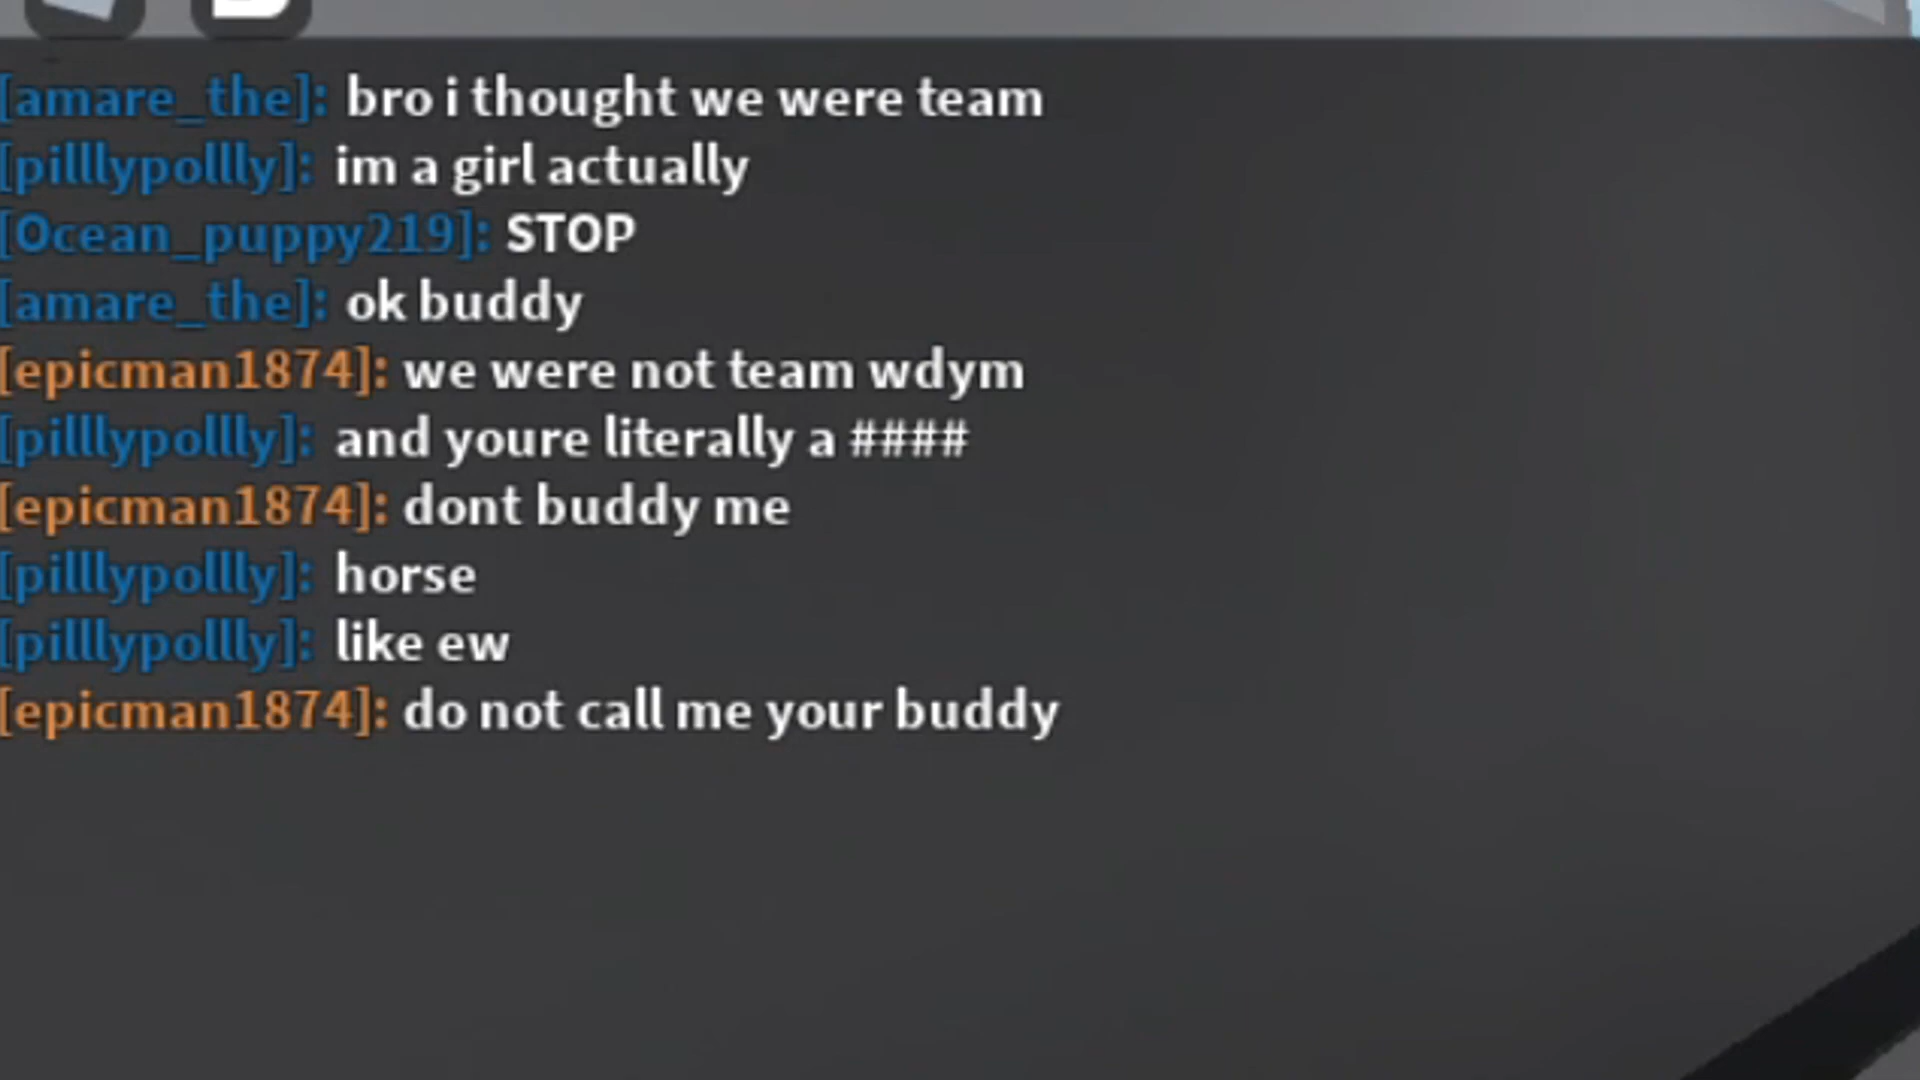 [amare_the]: bro i thought we were team
[pilllypollly]: im a girl actually
[Ocean_puppy219]: STOP
[amare_the]: ok buddy
[epicman1874]: we were not team wdym
[pilllypollly]: and youre literally a ####
[epicman1874]: dont buddy me
[pilllypollly]: horse
[pilllypollly]: like ew
[epicman1874]: do not call me your buddy